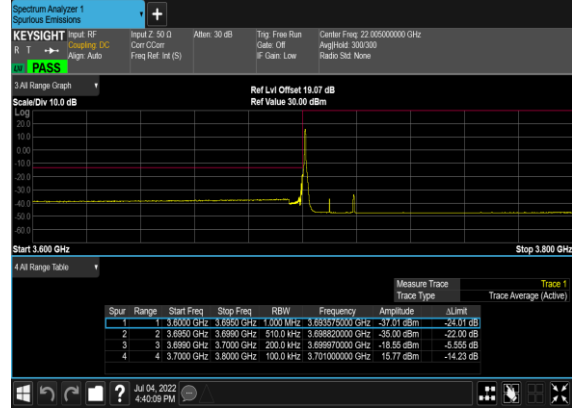 Spectrum Analyzer 1
Spurious Emissions
+
KEYSIGHT Input: RF Input Z: 50 Ω Atten: 30 dB Trig: Free Run Center Freq: 22.005000000 GHz
R T Coupling: DC Corr CCorr Gate: Off Avg|Hold: 300/300
Align: Auto Freq Ref: Int (S) IF Gain: Low Radio Std: None
LM PASS
3 All Range Graph ▼ Ref Lvl Offset 19.07 dB
Scale/Div 10.0 dB Ref Value 30.00 dBm
Log
20.0
10.0
0.00
-10.0
-20.0
-30.0
-40.0
-50.0
-60.0
Start 3.600 GHz Stop 3.800 GHz
4 All Range Table ▼
Measure Trace Trace 1
Trace Type Trace Average (Active)
Spur Range Start Freq Stop Freq RBW Frequency Amplitude ΔLimit
1 1 3.6000 GHz 3.6950 GHz 1.000 MHz 3.693575000 GHz -37.01 dBm -24.01 dB
2 2 3.6950 GHz 3.6990 GHz 510.0 kHz 3.698820000 GHz -35.00 dBm -22.00 dB
3 3 3.6990 GHz 3.7000 GHz 200.0 kHz 3.699970000 GHz -18.55 dBm -5.555 dB
4 4 3.7000 GHz 3.8000 GHz 100.0 kHz 3.701000000 GHz 15.77 dBm -14.23 dB
? Jul 04, 2022
4:40:09 PM